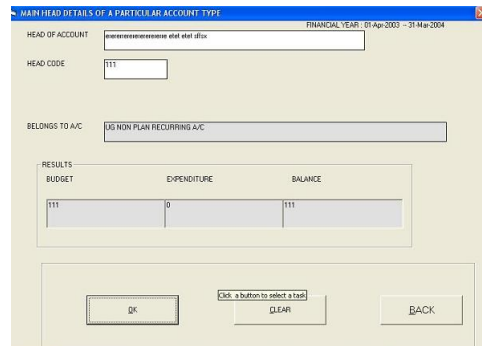 MAIN HEAD DETAILS OF A PARTICULAR ACCOUNT TYPE
FINANCIAL YEAR : 01-Apr-2003 -- 31-Mar-2004
HEAD OF ACCOUNT
etet etet
HEAD CODE
111
BELONGS TO A/C
UG NON PLAN RECURRING A/C
RESULTS
BUDGET EXPENDITURE BALANCE
111 0 111
Click a button to select a task
OK CLEAR BACK